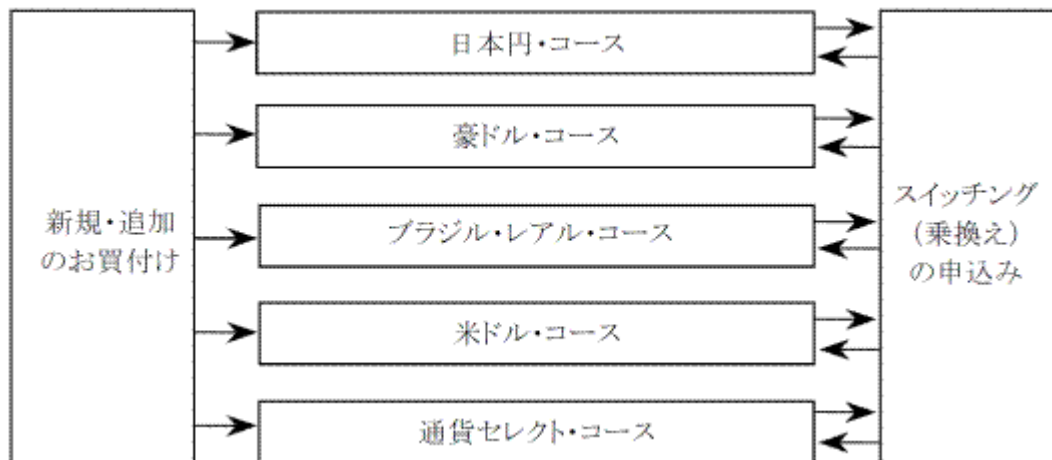 新規・追加
のお買付け
日本円・コース
豪ドル・コース
ブラジル・レアル・コース
米ドル・コース
通貨セレクト・コース
スイッチング
(乗換え)
の申込み